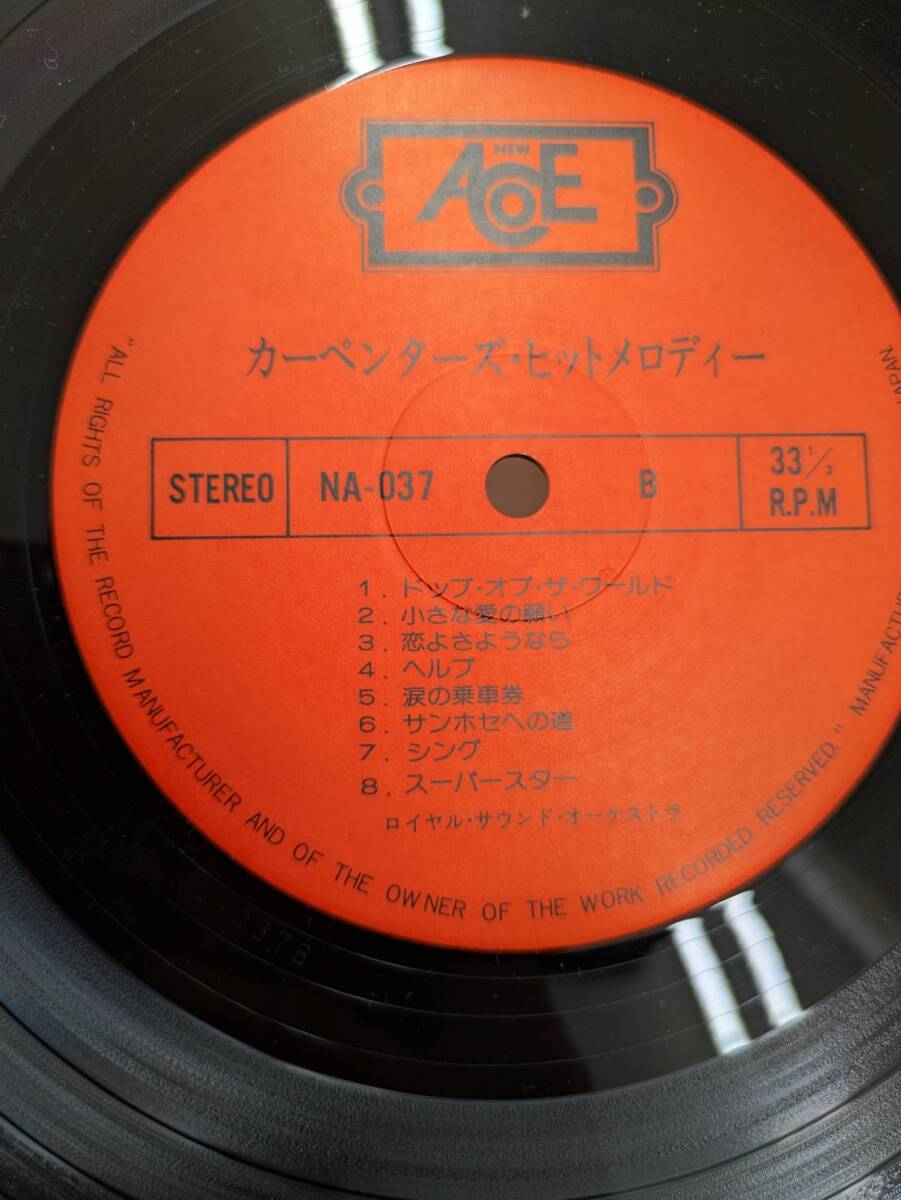 NEW
ACE
カーペンターズ・ヒットメロディー
STEREO NA-037 B 33 1/3 R.P.M
1. トップ・オブ・ザ・ワールド
2. 小さな愛の願い
3. 恋よさようなら
4. ヘルプ
5. 涙の乗車券
6. サンホセへの道
7. シング
8. スーパースター
ロイヤル・サウンド・オーケストラ
"ALL RIGHTS OF THE RECORD MANUFACTURER AND OF THE OWNER OF THE WORK RECORDED RESERVED." JAPAN.